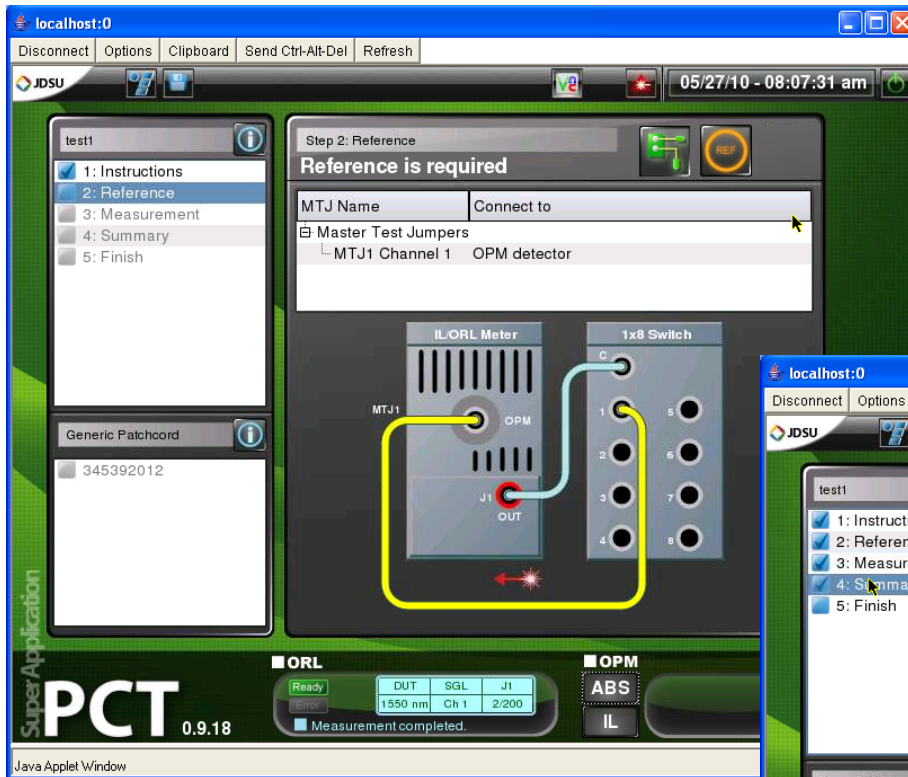 localhost:0
Disconnect Options Clipboard Send Ctrl-Alt-Del Refresh
JDSU
05/27/10 - 08:07:31 am
test1
1: Instructions
2: Reference
3: Measurement
4: Summary
5: Finish
Step 2: Reference
Reference is required
REF
MTJ Name Connect to
Master Test Jumpers
MTJ1 Channel 1 OPM detector
IL/ORL Meter
1x8 Switch
C
MTJ1
OPM
1 5
2 6
3 7
4 8
J1
OUT
Generic Patchcord
345392012
Super Application
PCT 0.9.18
ORL
Ready
Error
DUT SGL J1
1550 nm Ch 1 2/200
Measurement completed.
OPM
ABS
IL
Java Applet Window
localhost:0
Disconnect Options
JDSU
test1
1: Instructi
2: Referen
3: Measur
4: Summa
5: Finish